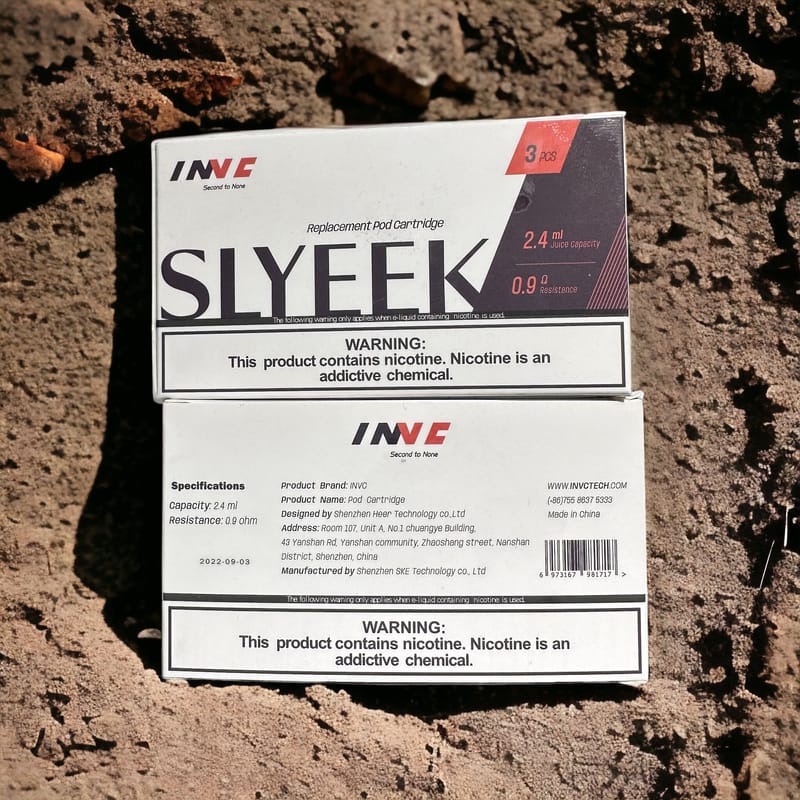 INVC
Second to None
3 PCS
Replacement Pod Cartridge
SLYEEK
2.4 ml
Juice Capacity
0.9 Ω
Resistance
The following warning only applies when e-liquid containing nicotine is used.
WARNING:
This product contains nicotine. Nicotine is an
addictive chemical.
INVC
Second to None
Specifications
Capacity: 2.4 ml
Resistance: 0.9 ohm
2022-09-03
Product Brand: INVC
Product Name: Pod Cartridge
Designed by Shenzhen Heer Technology co.,Ltd
Address: Room 107, Unit A, No.1 chuangye Building,
43 Yanshan Rd, Yanshan community, Zhaoshang street, Nanshan
District, Shenzhen, China
Manufactured by Shenzhen SKE Technology co., Ltd
WWW.INVCTECH.COM
(-86)755 8637 5333
Made in China
6 973167 981717 >
The following warning only applies when e-liquid containing nicotine is used.
WARNING:
This product contains nicotine. Nicotine is an
addictive chemical.